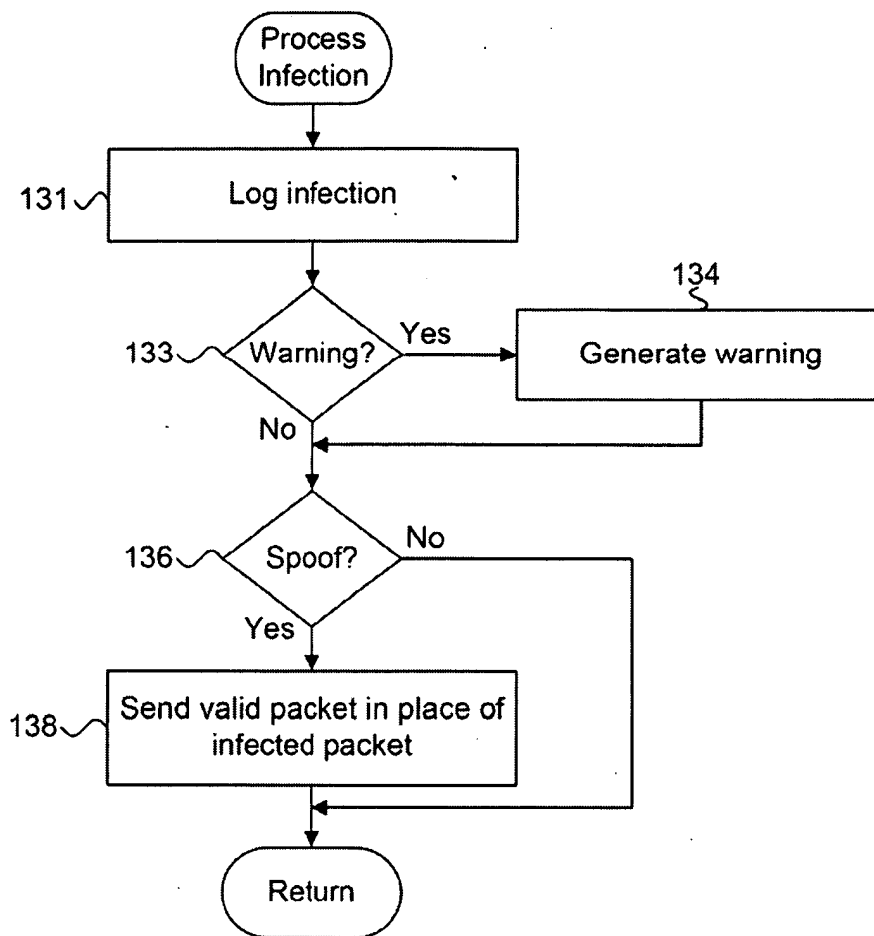 Process
Infection
131
Log infection
134
133
Warning?
Yes
Generate warning
No
136
Spoof?
No
Yes
138
Send valid packet in place of
infected packet
Return